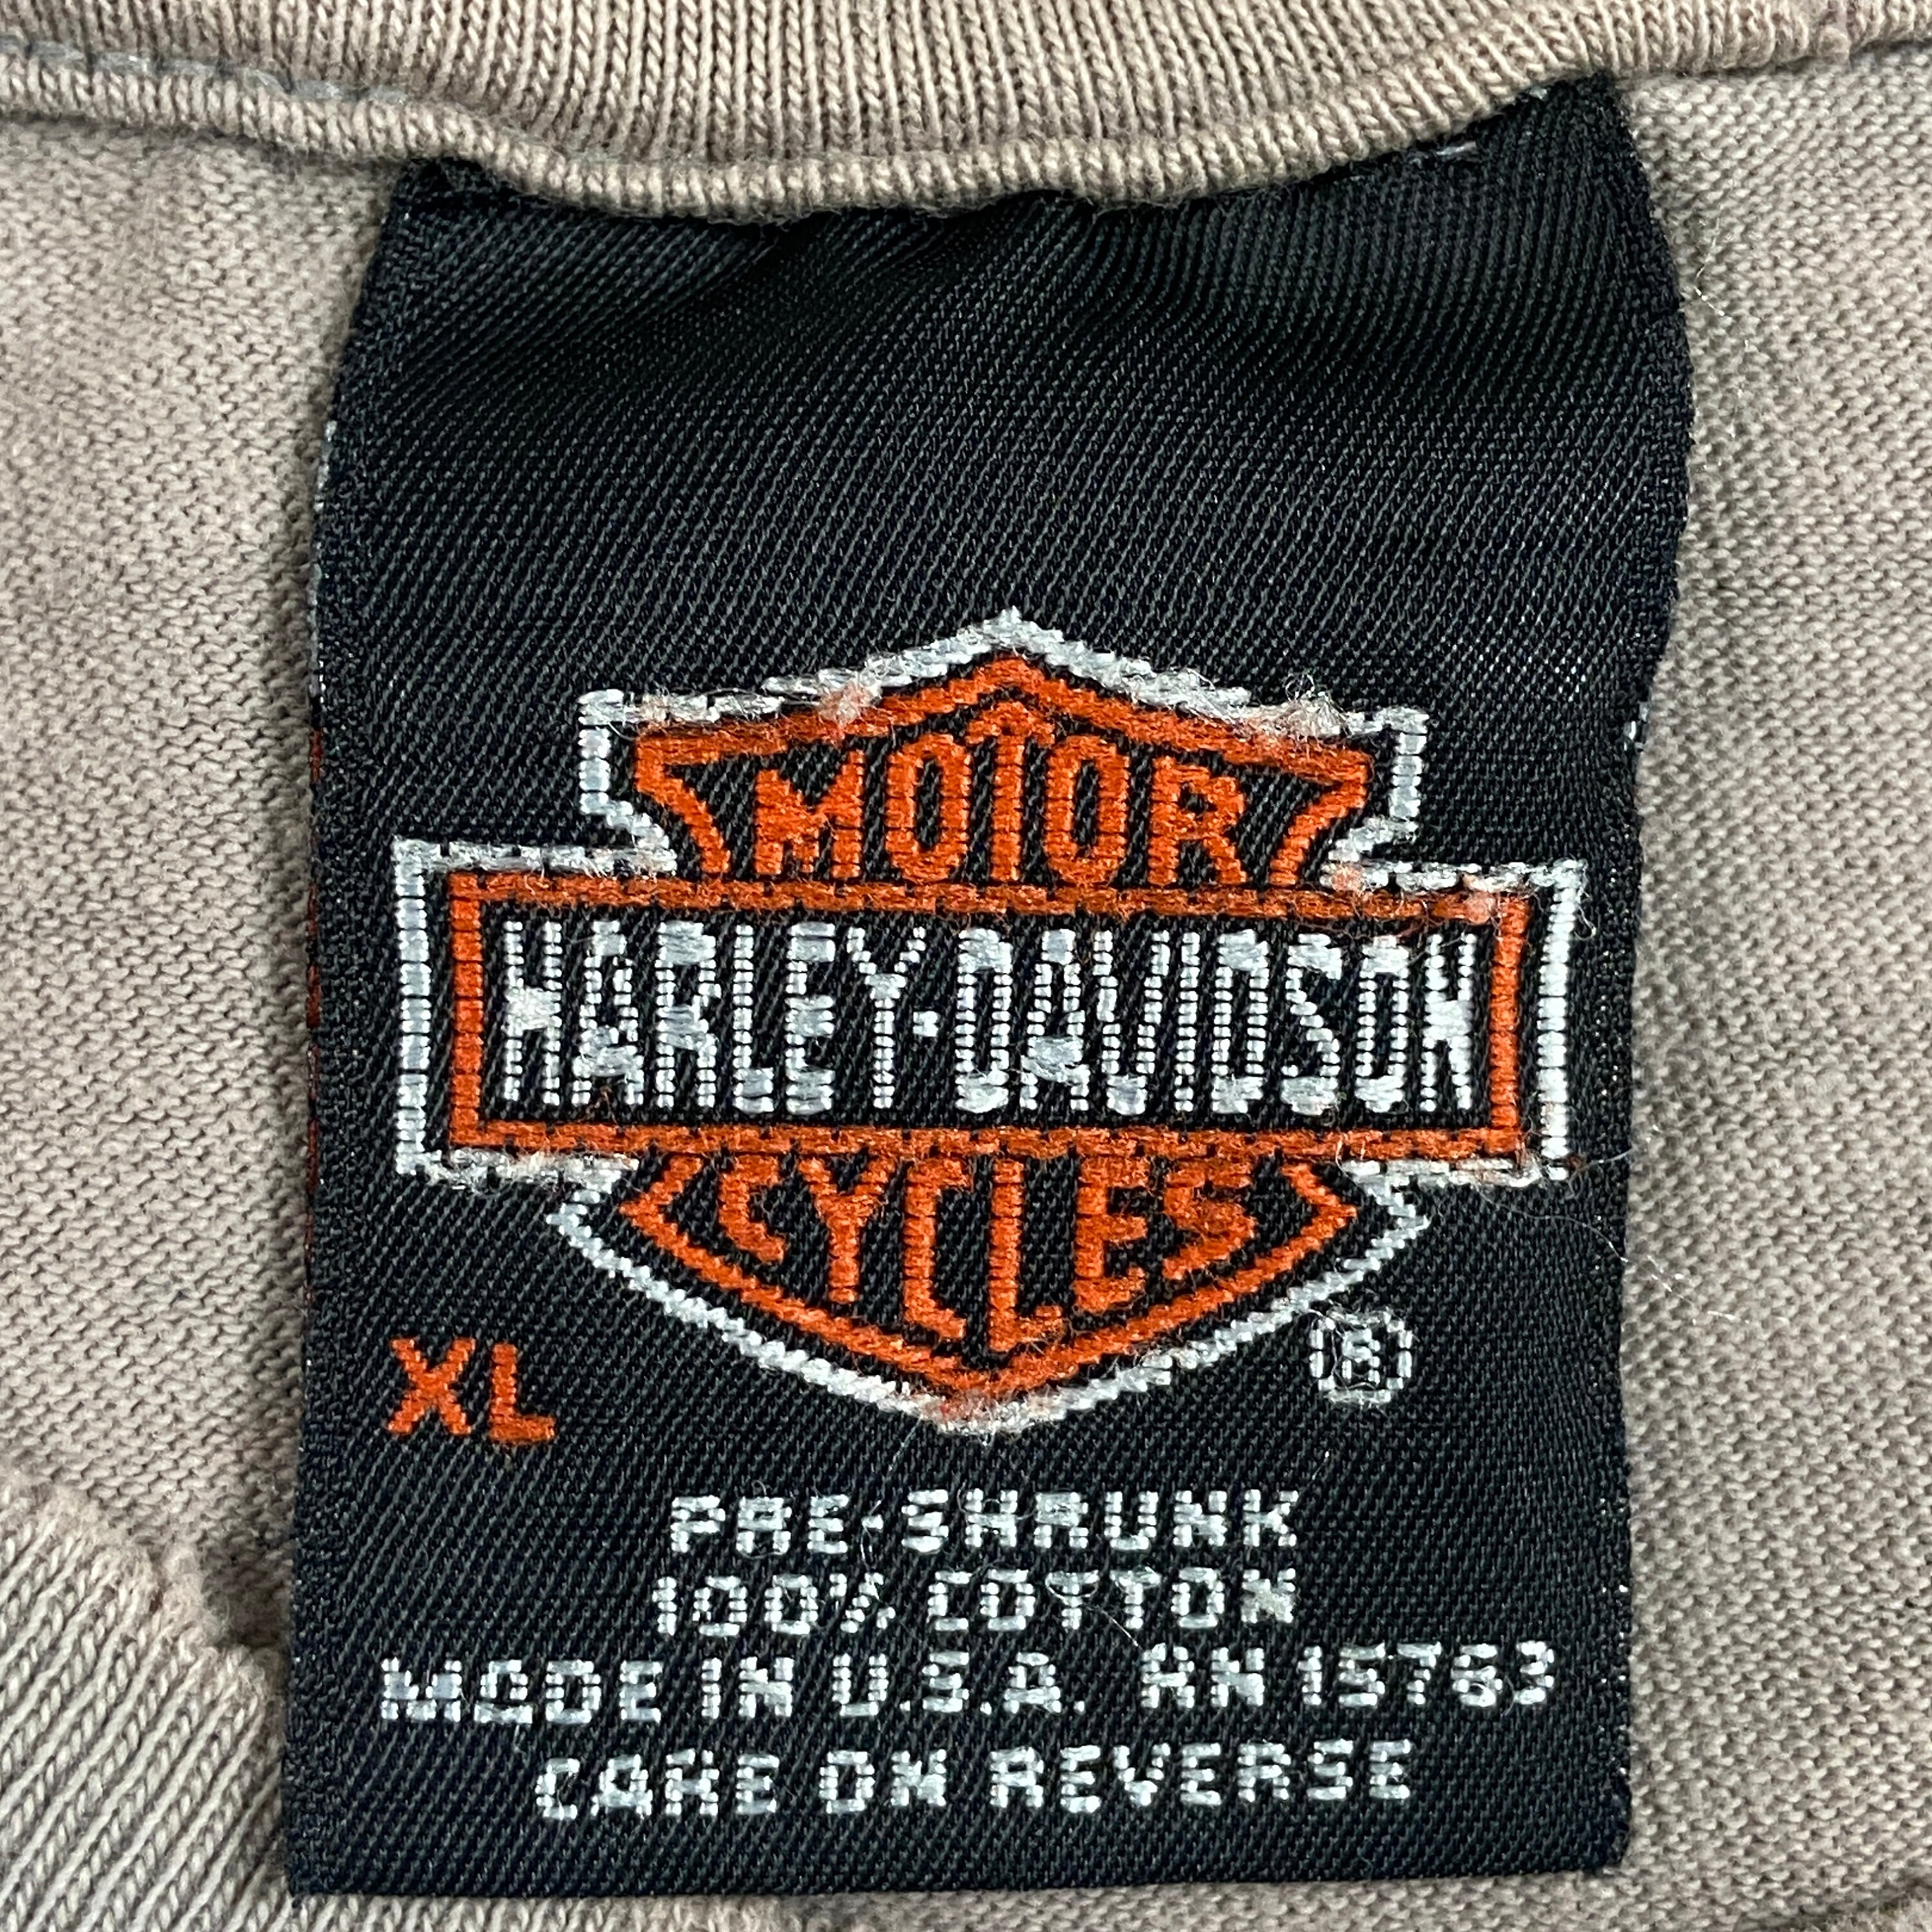 MOTOR
HARLEY-DAVIDSON
CYCLES
®
XL
PRE-SHRUNK
100% COTTON
MADE IN U.S.A. RN 15763
CARE ON REVERSE